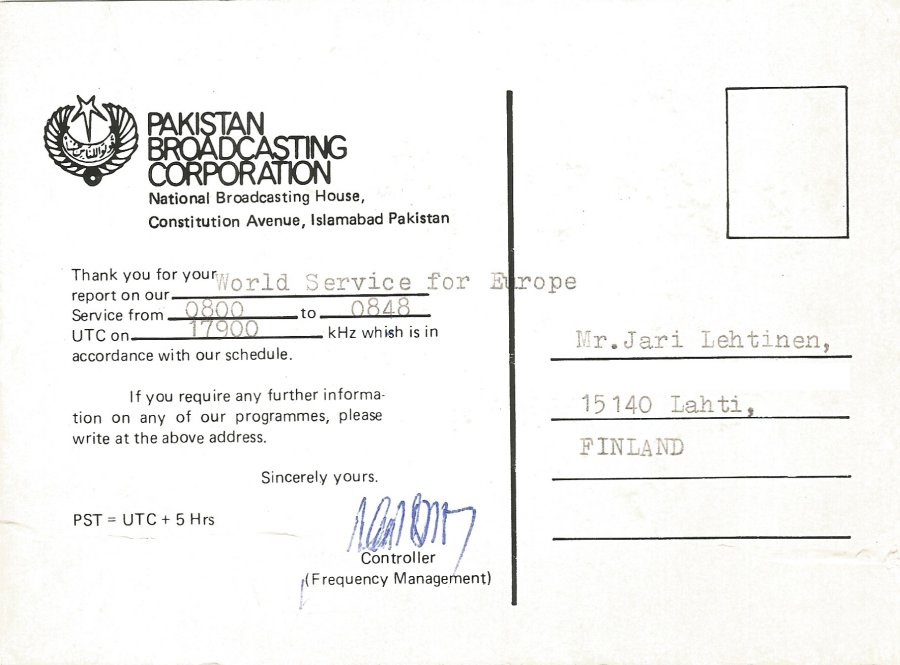 قولوا للناس حسنا
PAKISTAN
BROADCASTING
CORPORATION
National Broadcasting House,
Constitution Avenue, Islamabad Pakistan
Thank you for your
report on our World Service for Europe
Service from 0800 to 0848
UTC on 17900 kHz whish is in
accordance with our schedule.
If you require any further informa-
tion on any of our programmes, please
write at the above address.
Sincerely yours.
PST = UTC + 5 Hrs
Controller
(Frequency Management)
Mr.Jari Lehtinen,
15140 Lahti,
FINLAND